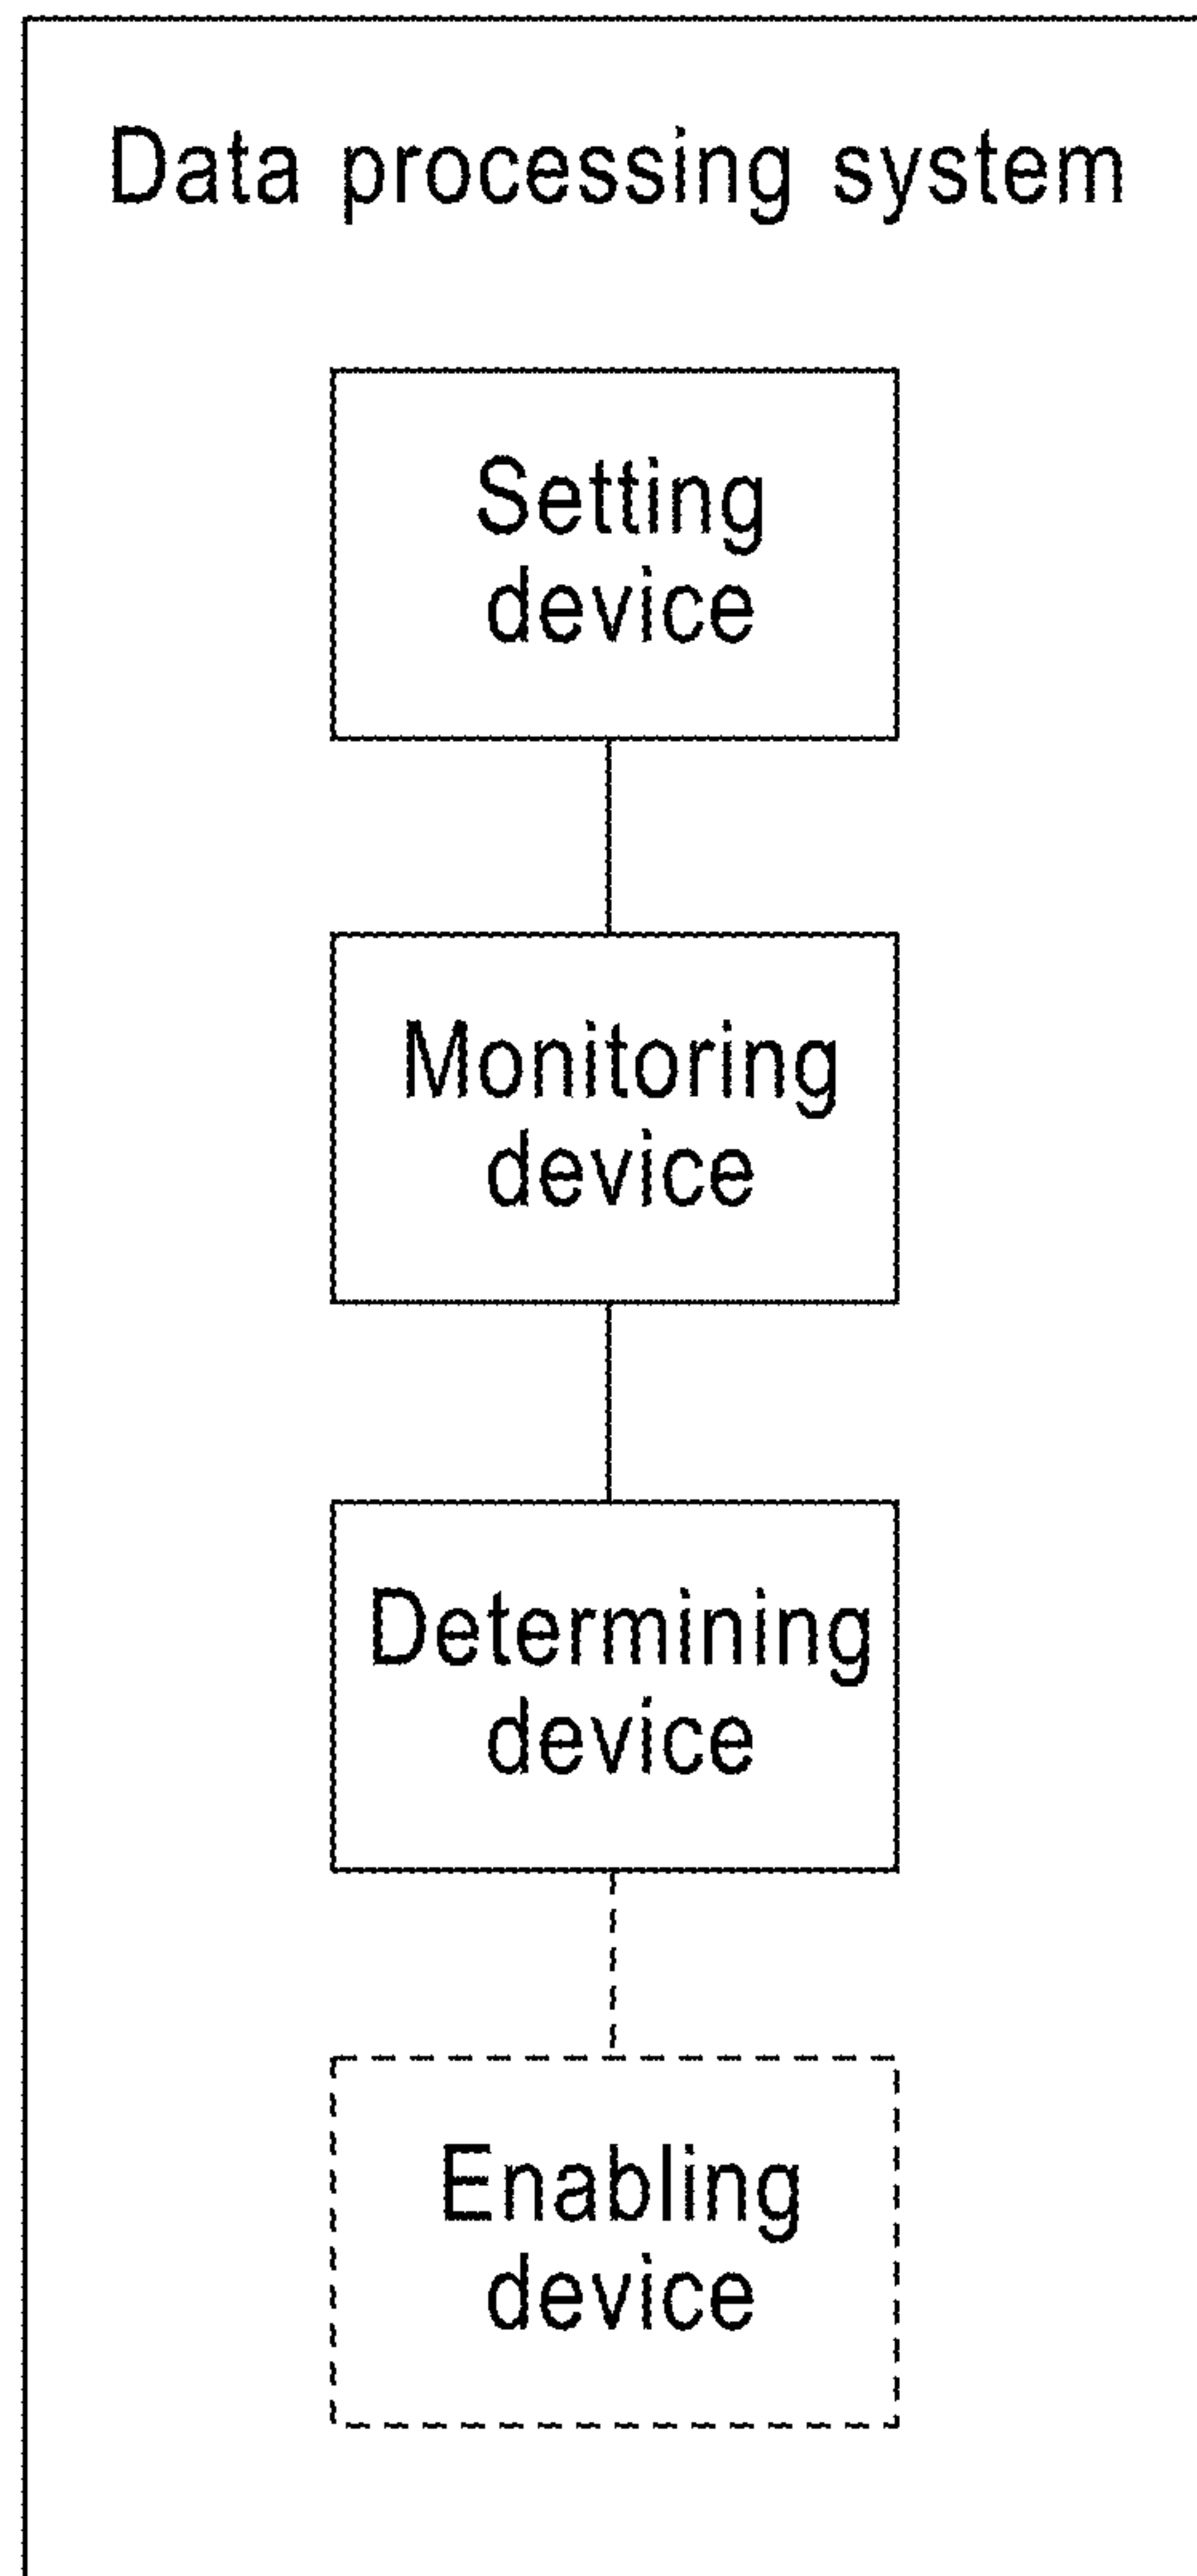 Data processing system
Setting
device
Monitoring
device
Determining
device
Enabling
device